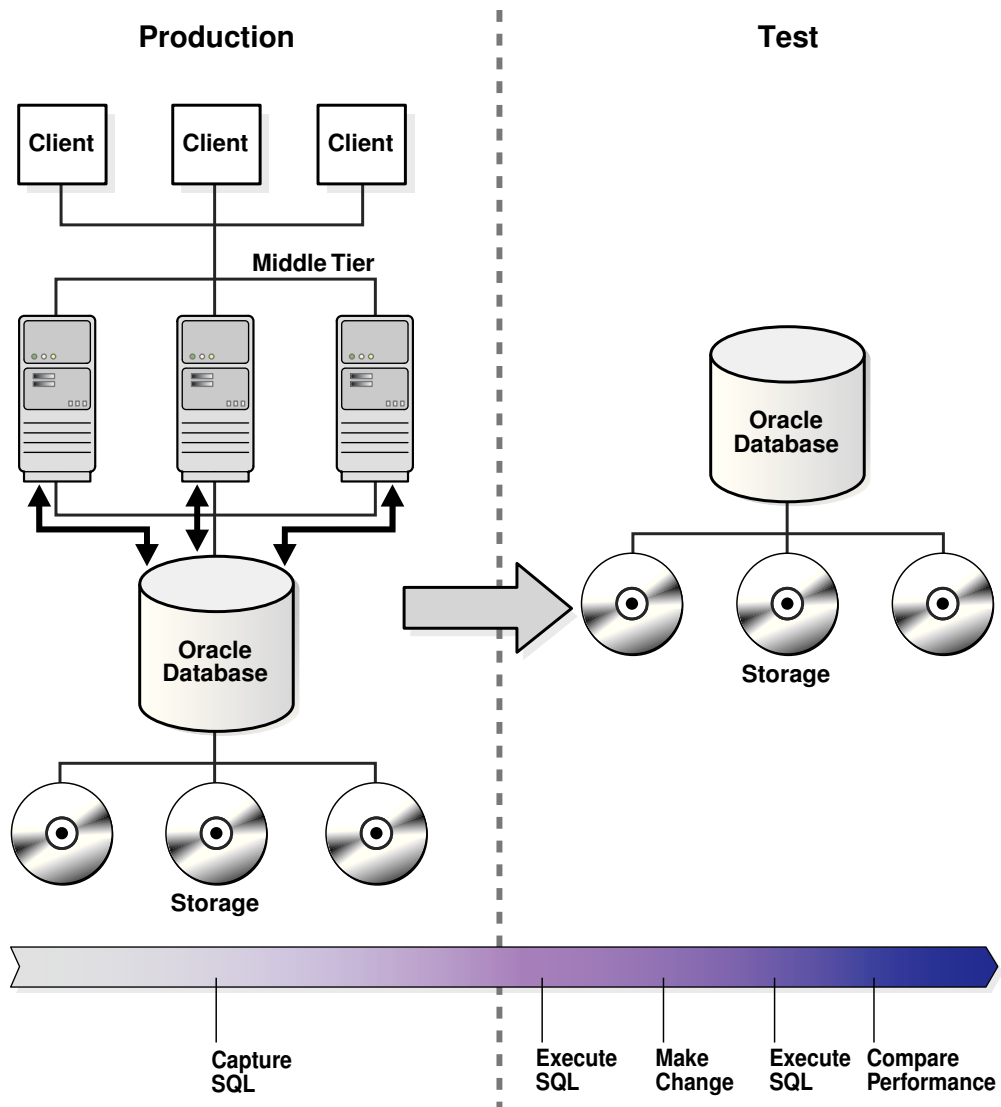 Production
Test
Client
Client
Client
Middle Tier
Oracle
Database
Oracle
Database
Storage
Storage
Capture
SQL
Execute
SQL
Make
Change
Execute
SQL
Compare
Performance